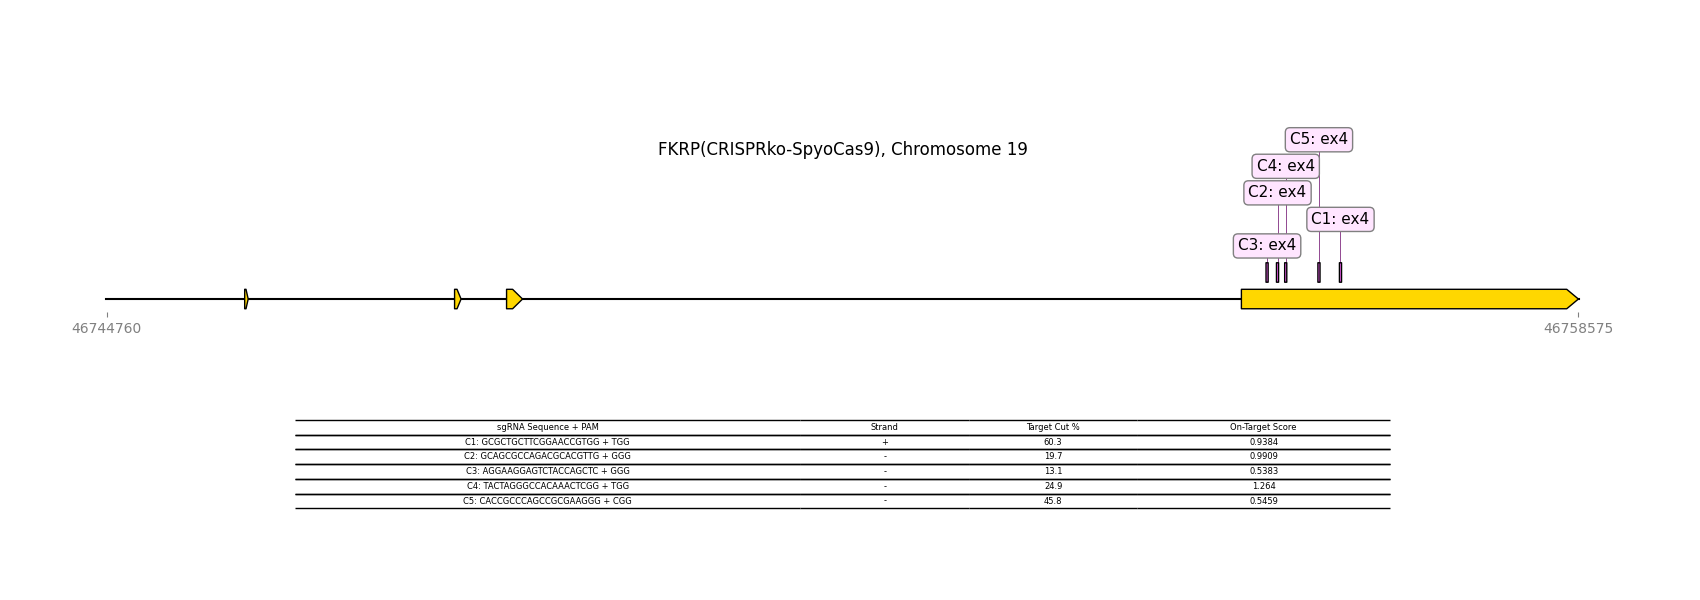 C5: ex4
FKRP(CRISPRko-SpyoCas9), Chromosome 19
C4: ex4
C2: ex4
C1: ex4
C3: ex4
46744760
46758575
sgRNA Sequence + PAM Strand Target Cut % On-Target Score
C1: GCGCTGCTTCGGAACCGTGG + TGG + 60.3 0.9384
C2: GCAGCGCCAGACGCACGTTG + GGG - 19.7 0.9909
C3: AGGAAGGAGTCTACCAGCTC + GGG - 13.1 0.5383
C4: TACTAGGGCCACAAACTCGG + TGG - 24.9 1.264
C5: CACCGCCCAGCCGCGAAGGG + CGG - 45.8 0.5459